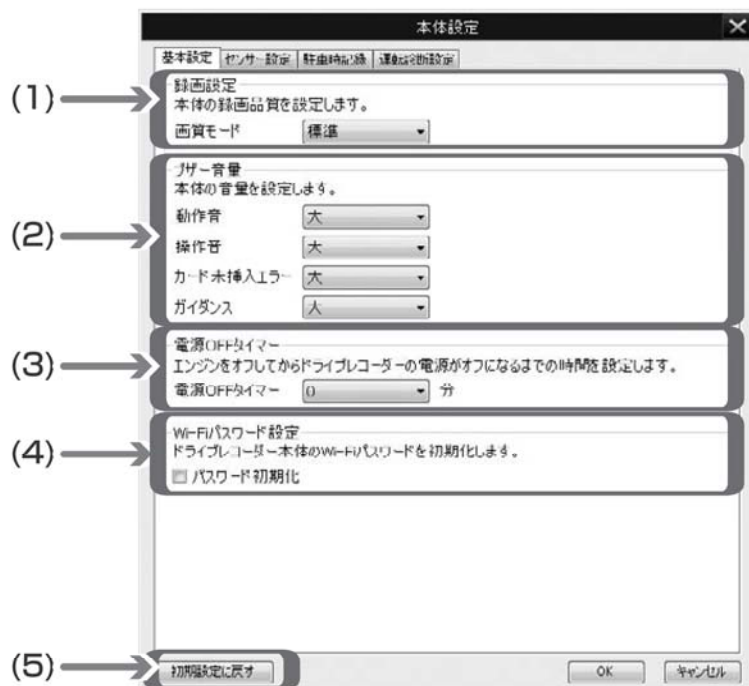 本体設定
基本設定 センサー設定 駐車時記録 運転診断設定
(1)
録画設定
本体の録画品質を設定します。
画質モード 標準
(2)
ブザー音量
本体の音量を設定します。
動作音 大
操作音 大
カード未挿入エラー 大
ガイダンス 大
(3)
電源OFFタイマー
エンジンをオフしてからドライブレコーダーの電源がオフになるまでの時間を設定します。
電源OFFタイマー 0 分
(4)
Wi-Fiパスワード設定
ドライブレコーダー本体のWi-Fiパスワードを初期化します。
パスワード初期化
(5)
初期設定に戻す OK キャンセル